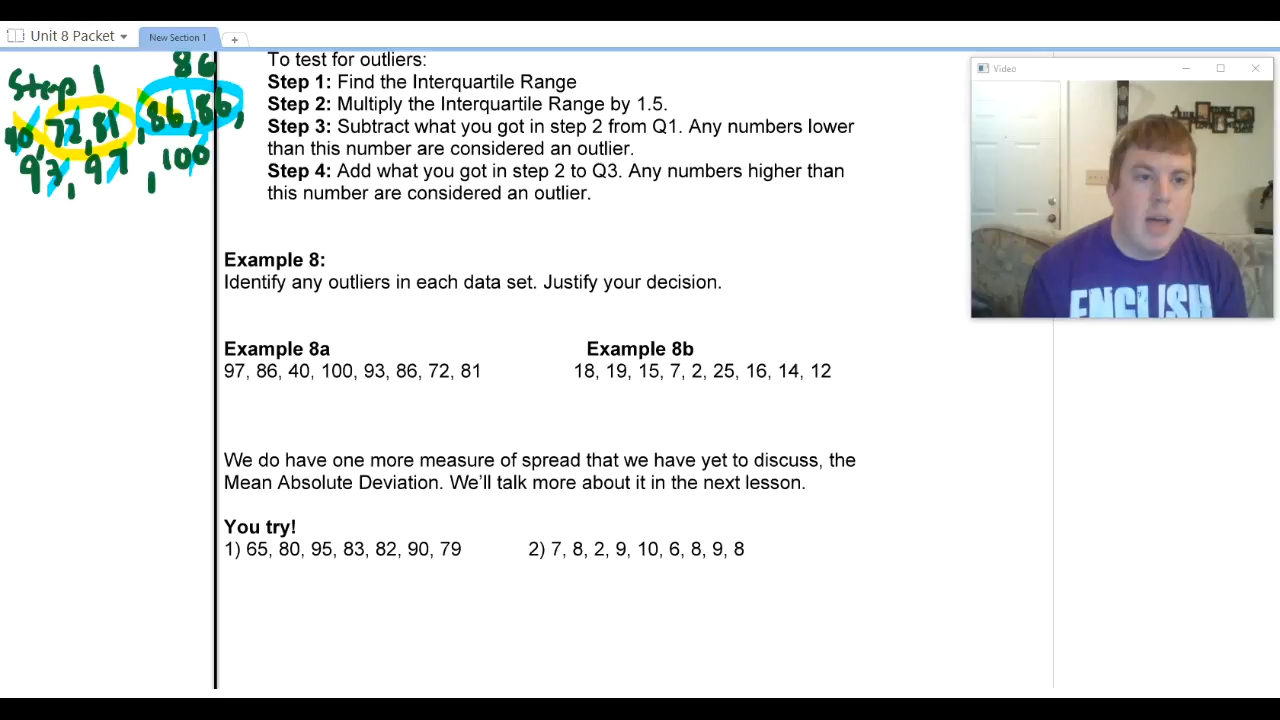 Unit 8 Packet
New Section 1
+
Video
86
Step 1
40, 72, 81, 86, 86,
93, 97, 100
To test for outliers:
Step 1: Find the Interquartile Range
Step 2: Multiply the Interquartile Range by 1.5.
Step 3: Subtract what you got in step 2 from Q1. Any numbers lower
than this number are considered an outlier.
Step 4: Add what you got in step 2 to Q3. Any numbers higher than
this number are considered an outlier.
Example 8:
Identify any outliers in each data set. Justify your decision.
Example 8a
97, 86, 40, 100, 93, 86, 72, 81
Example 8b
18, 19, 15, 7, 2, 25, 16, 14, 12
We do have one more measure of spread that we have yet to discuss, the
Mean Absolute Deviation. We'll talk more about it in the next lesson.
You try!
1) 65, 80, 95, 83, 82, 90, 79
2) 7, 8, 2, 9, 10, 6, 8, 9, 8
ENGLISH